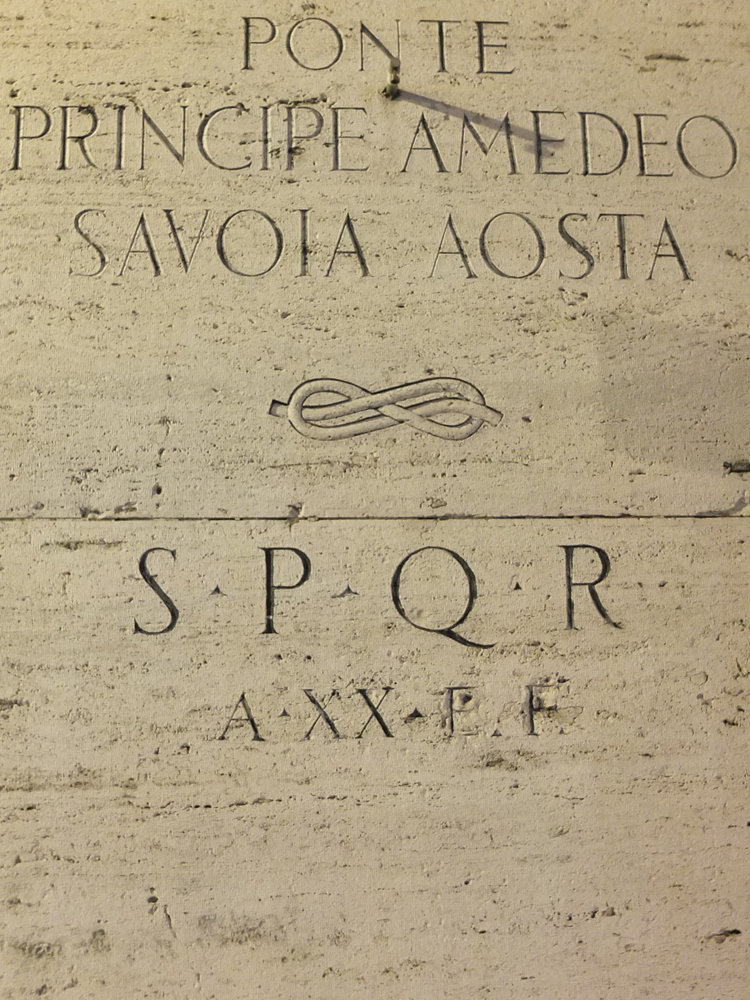 PONTE
PRINCIPE AMEDEO
SAVOIA AOSTA
S·P·Q·R
A·XX·F.F.